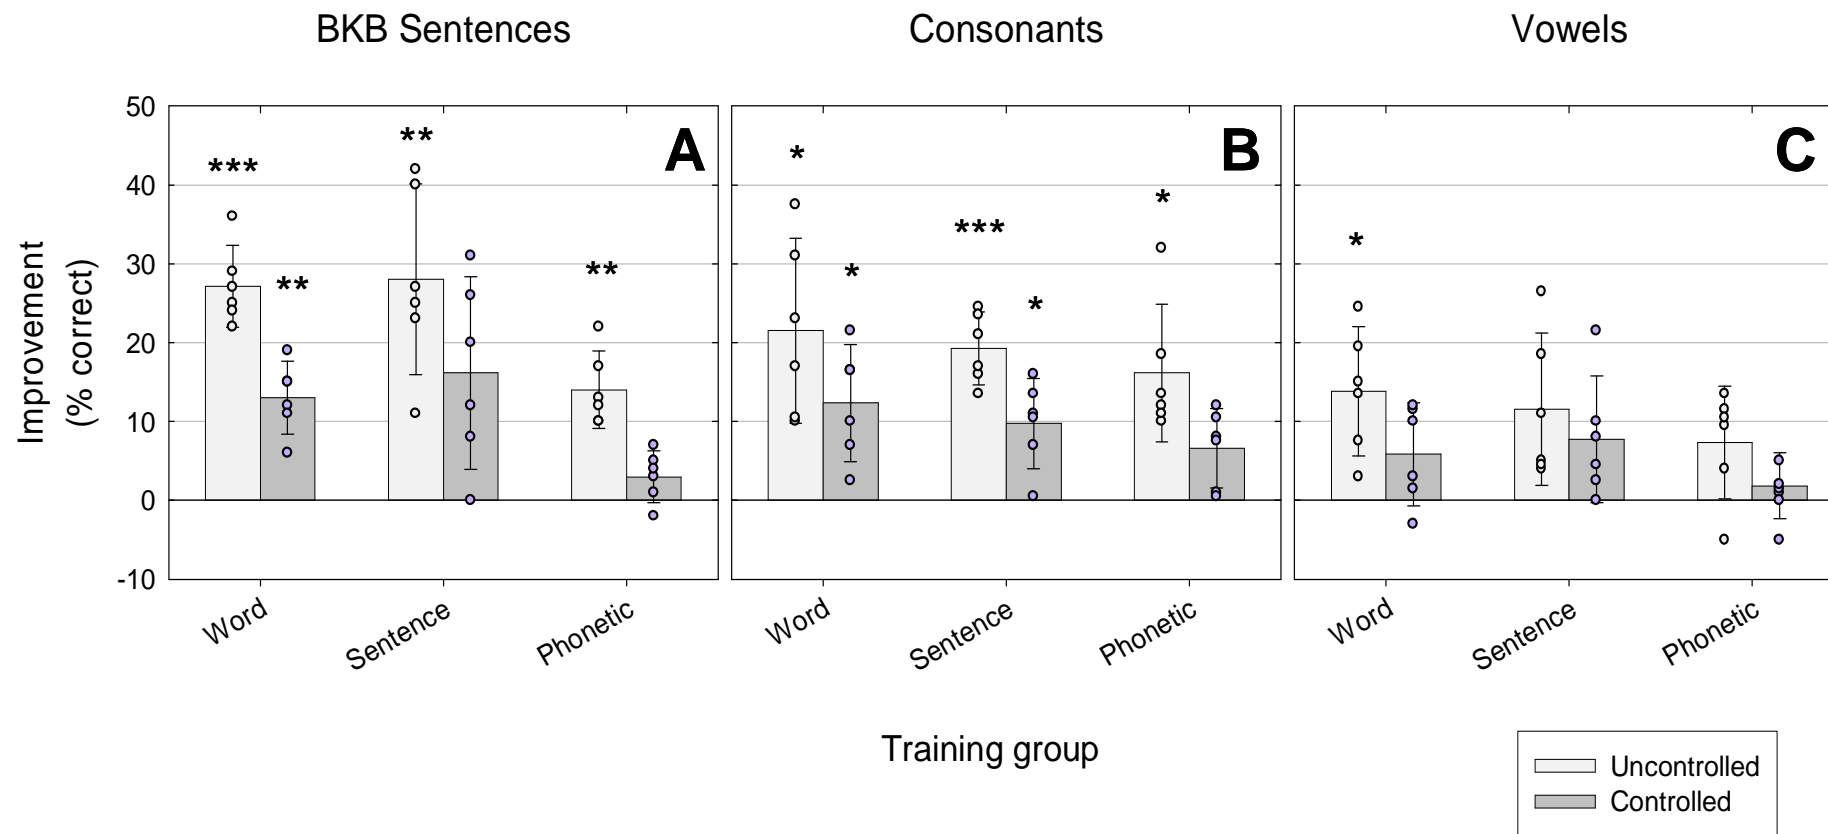 BKB Sentences
Consonants
Vowels
Improvement
(% correct)
50
40
30
20
10
0
-10
A
***
**
**
**
B
*
*
***
*
*
C
*
Word
Sentence
Phonetic
Word
Sentence
Phonetic
Word
Sentence
Phonetic
Training group
Uncontrolled
Controlled